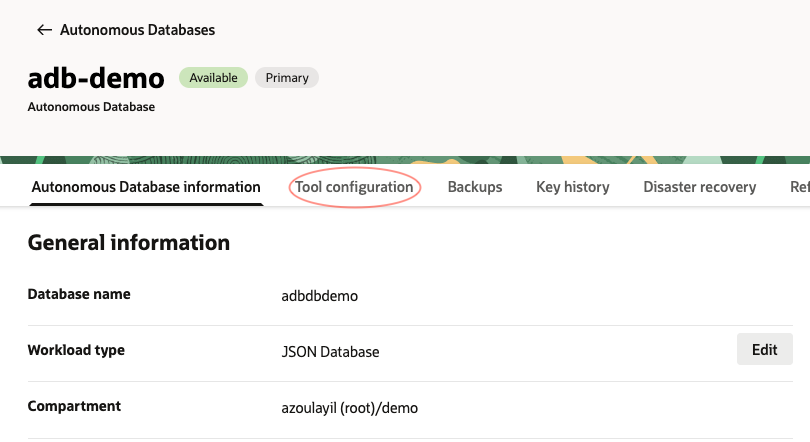 ← Autonomous Databases
adb-demo Available Primary
Autonomous Database
Autonomous Database information Tool configuration Backups Key history Disaster recovery Ref
General information
Database name adbdbdemo
Workload type JSON Database Edit
Compartment azoulayil (root)/demo